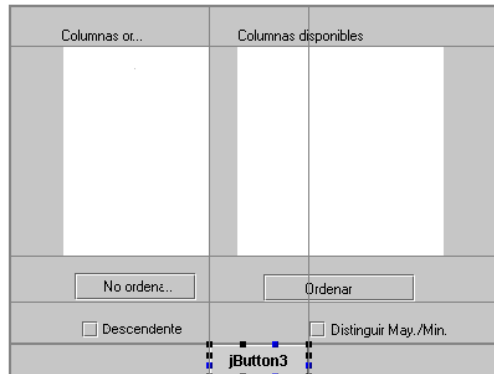 Columnas or...
Columnas disponibles
No ordena...
Ordenar
Descendente
Distinguir May./Min.
jButton3